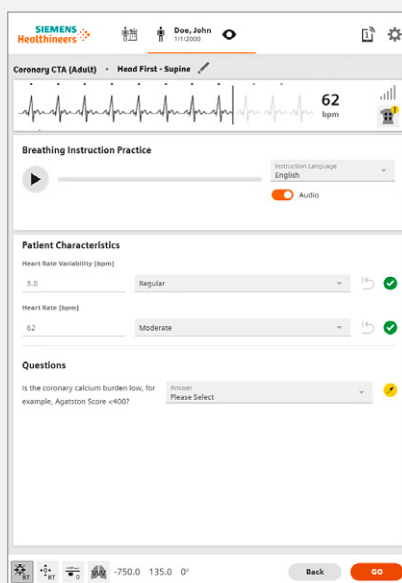 SIEMENS
Healthineers
Doe, John
1/1/2000
Coronary CTA (Adult) · Head First - Supine
62
bpm
Breathing Instruction Practice
Instruction Language
English
Audio
Patient Characteristics
Heart Rate Variability [bpm]
3.0 Regular
Heart Rate [bpm]
62 Moderate
Questions
Is the coronary calcium burden low, for
example, Agatston Score <400?
Answer
Please Select
RT RT 0 -750.0 135.0 0° Back GO